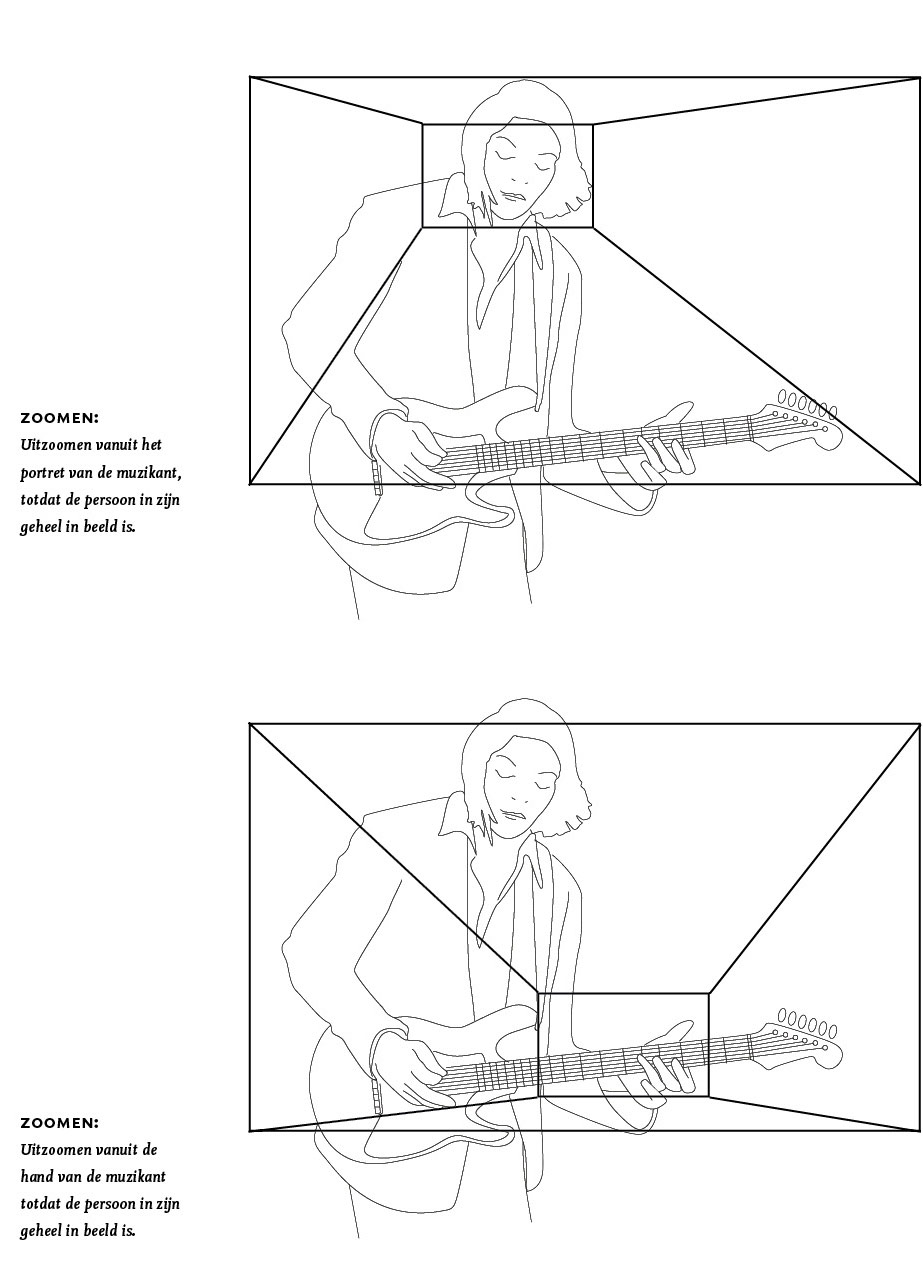 ZOOMEN:
Uitzoomen vanuit het
portret van de muzikant,
totdat de persoon in zijn
geheel in beeld is.
ZOOMEN:
Uitzoomen vanuit de
hand van de muzikant
totdat de persoon in zijn
geheel in beeld is.